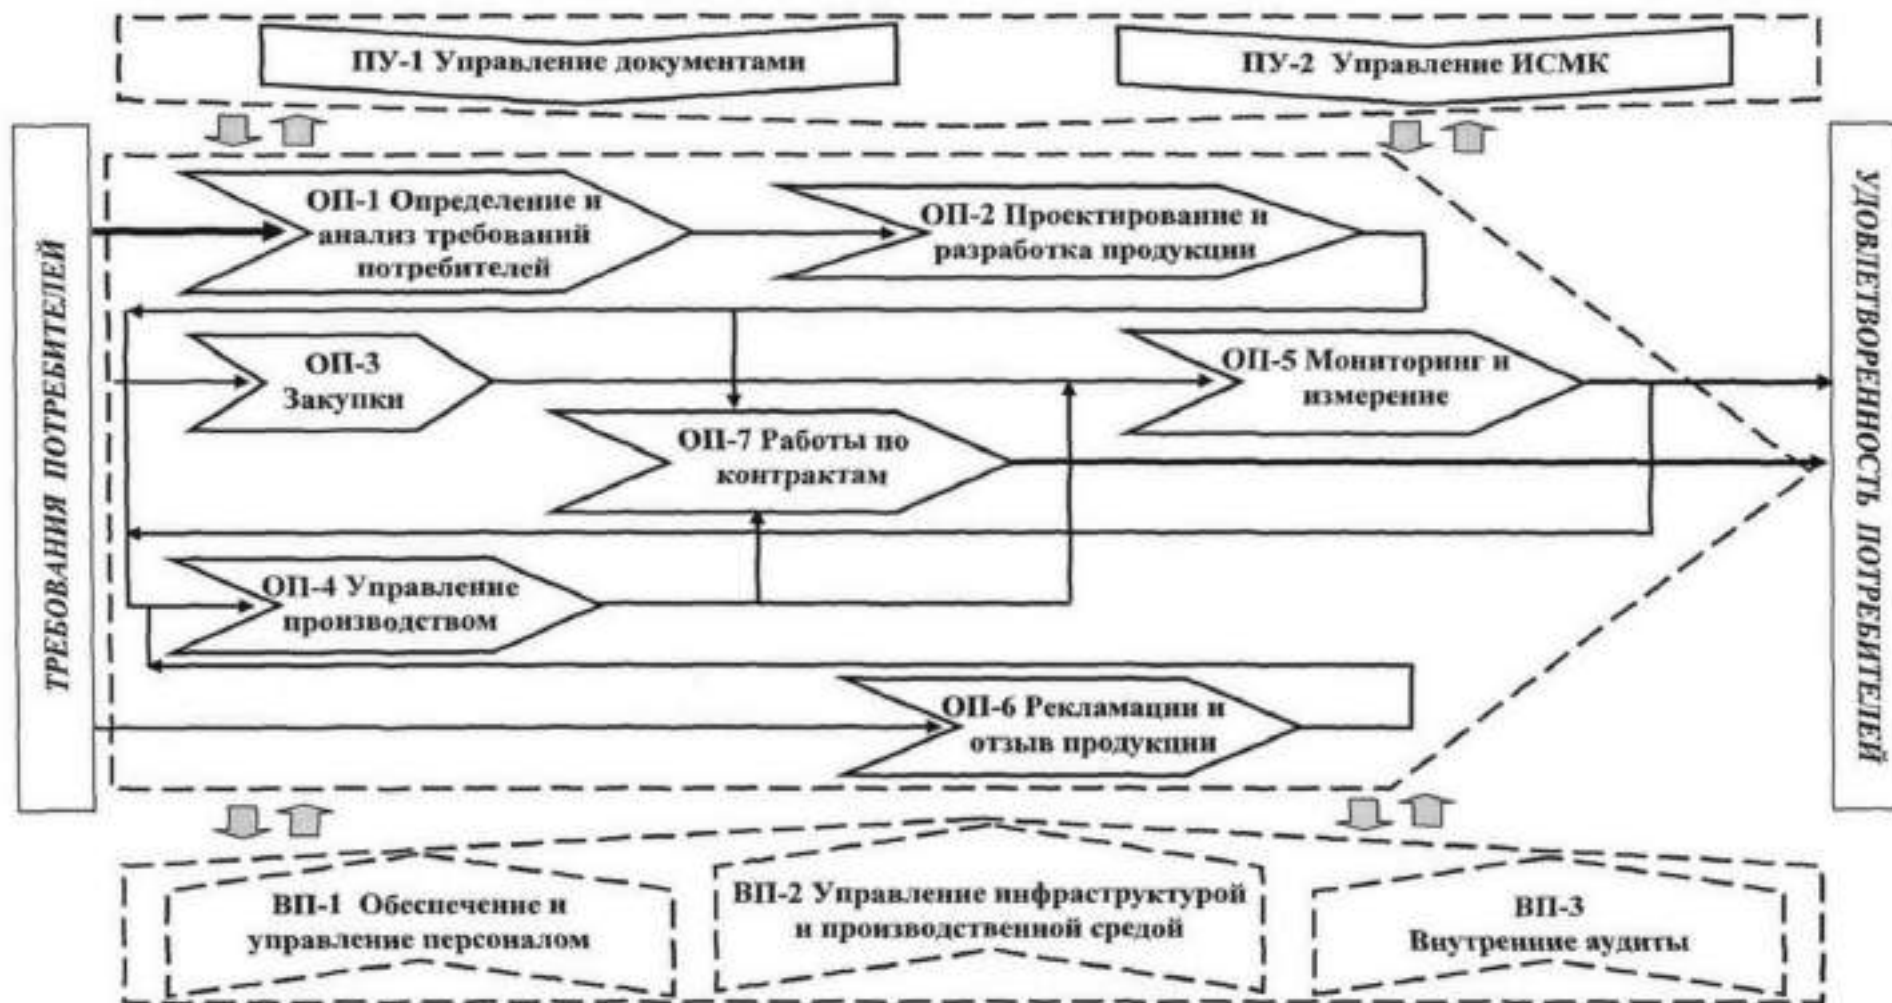 ПУ-1 Управление документами
ПУ-2 Управление ИСМК
ТРЕБОВАНИЯ ПОТРЕБИТЕЛЕЙ
ОП-1 Определение и
анализ требований
потребителей
ОП-2 Проектирование и
разработка продукции
ОП-3
Закупки
ОП-5 Мониторинг и
измерение
ОП-7 Работы по
контрактам
ОП-4 Управление
производством
ОП-6 Рекламации и
отзыв продукции
УДОВЛЕТВОРЕННОСТЬ ПОТРЕБИТЕЛЕЙ
ВП-1 Обеспечение и
управление персоналом
ВП-2 Управление инфраструктурой
и производственной средой
ВП-3
Внутренние аудиты